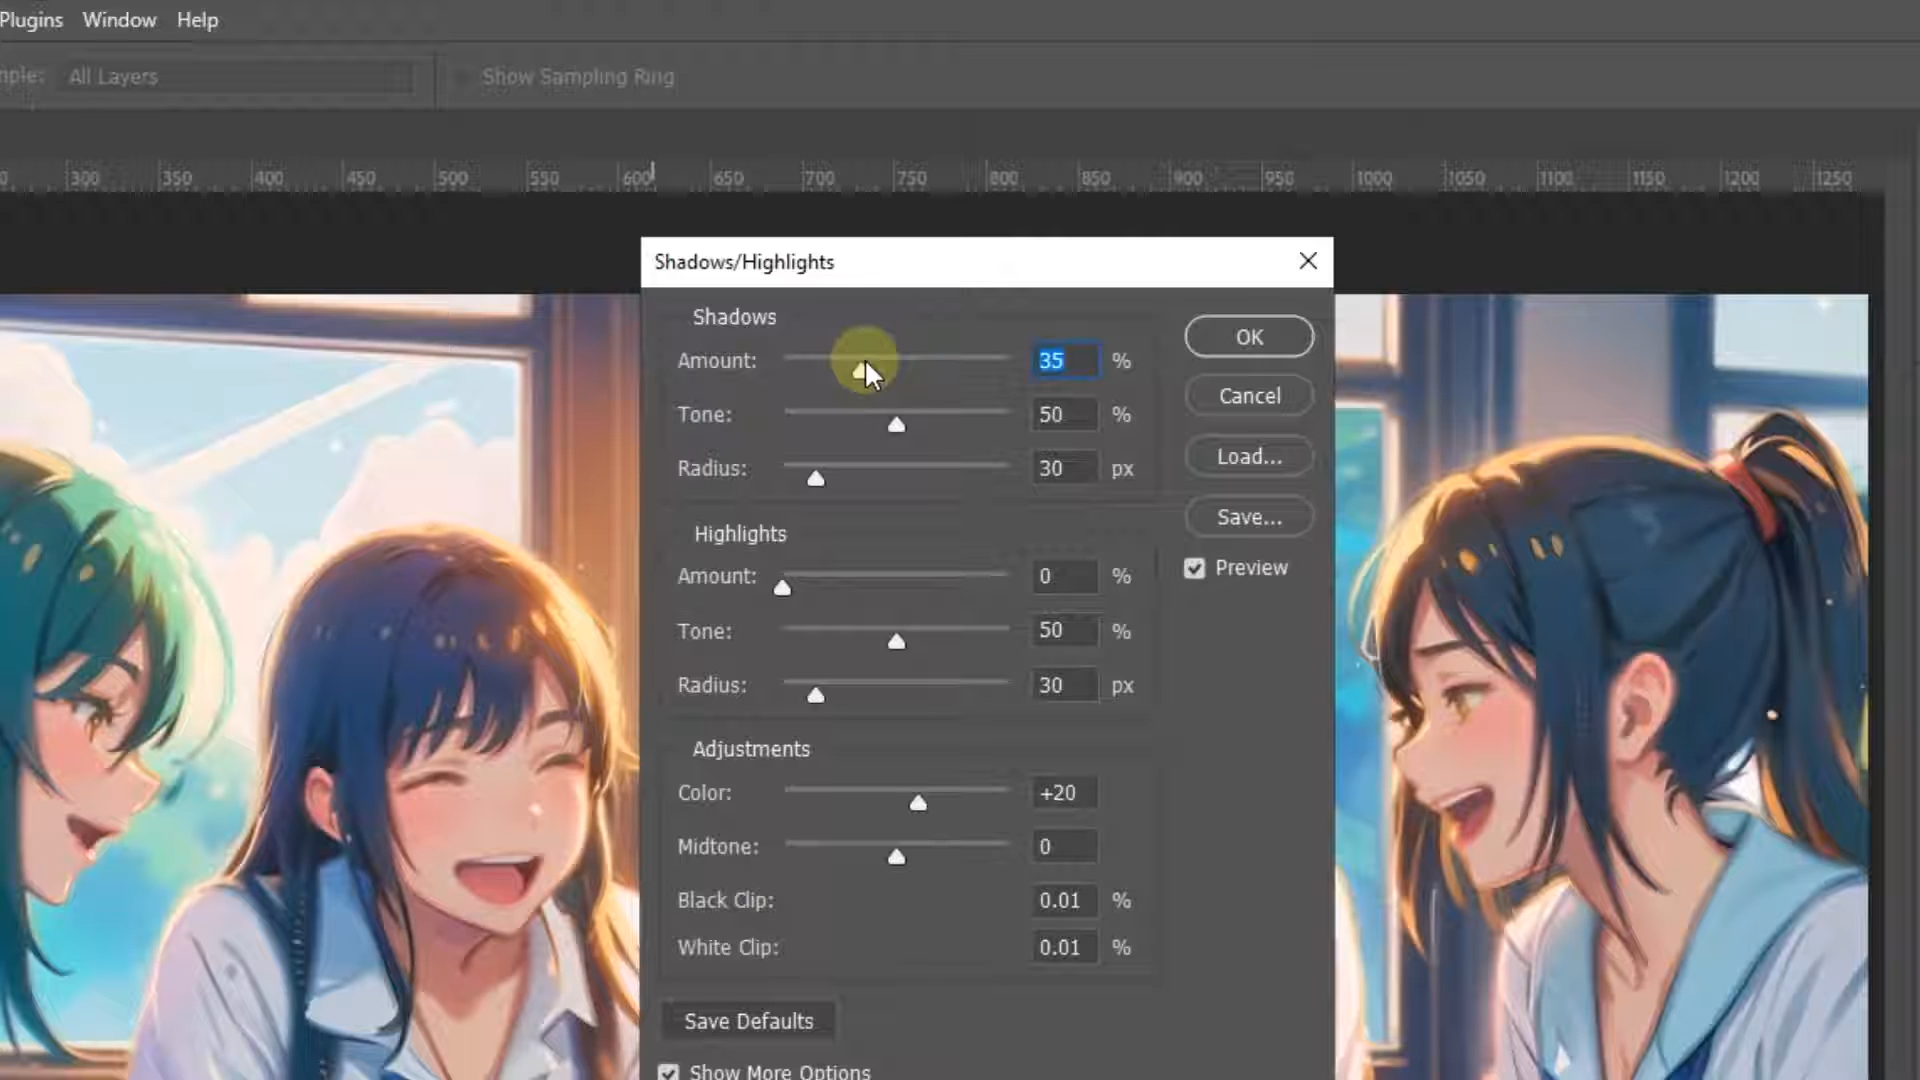 Plugins Window Help
All Layers Show Sampling Ring
300 350 400 450 500 550 600 650 700 750 800 850 900 950 1000 1050 1100 1150 1200 1250
Shadows/Highlights
Shadows
Amount: 35 %
Tone: 50 %
Radius: 30 px
Highlights
Amount: 0 %
Tone: 50 %
Radius: 30 px
Adjustments
Color: +20
Midtone: 0
Black Clip: 0.01 %
White Clip: 0.01 %
Save Defaults
Show More Options
OK
Cancel
Load...
Save...
Preview